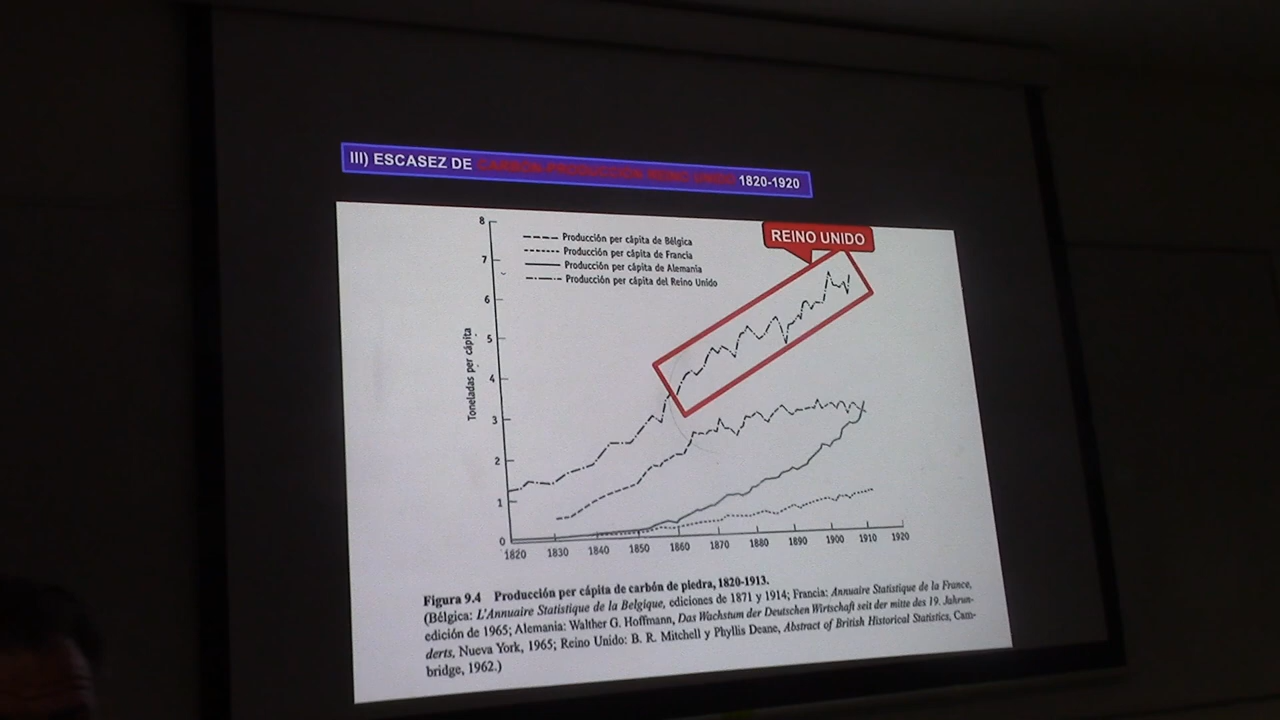 III) ESCASEZ DE CARBÓN PRODUCCIÓN REINO UNIDO 1820-1920
REINO UNIDO
Producción per cápita de Bélgica
Producción per cápita de Francia
Producción per cápita de Alemania
Producción per cápita del Reino Unido
Toneladas per cápita
8
7
6
5
4
3
2
1
0
1820 1830 1840 1850 1860 1870 1880 1890 1900 1910 1920
Figura 9.4 Producción per cápita de carbón de piedra, 1820-1913.
(Bélgica: L'Annuaire Statistique de la Belgique, ediciones de 1871 y 1914; Francia: Annuaire Statistique de la France,
edición de 1965; Alemania: Walther G. Hoffmann, Das Wachstum der Deutschen Wirtschaft seit der mitte des 19. Jahrun-
derts, Nueva York, 1965; Reino Unido: B. R. Mitchell y Phyllis Deane, Abstract of British Historical Statistics, Cam-
bridge, 1962.)